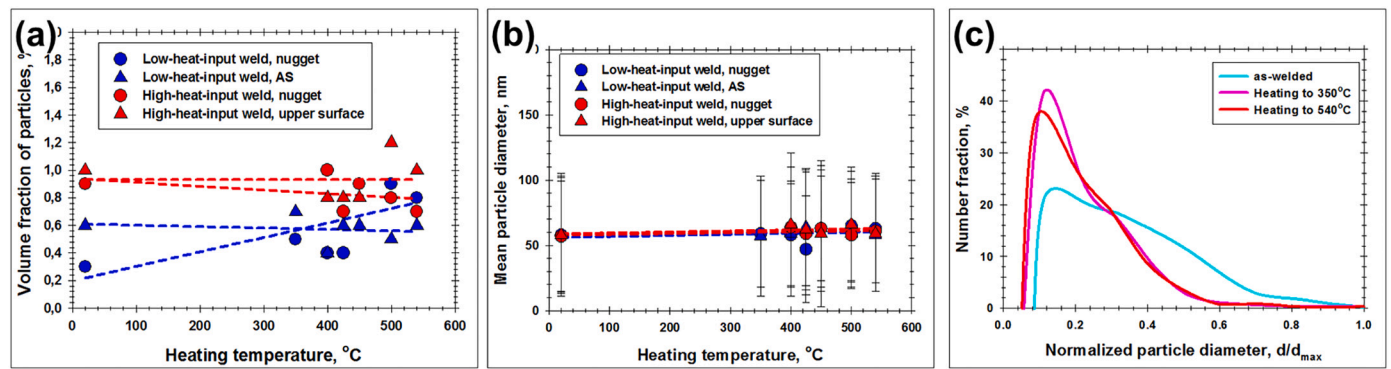 (a)
Volume fraction of particles, %
2,0
1,8
1,6
1,4
1,2
1,0
0,8
0,6
0,4
0,2
0,0
Low-heat-input weld, nugget
Low-heat-input weld, AS
High-heat-input weld, nugget
High-heat-input weld, upper surface
0 100 200 300 400 500 600
Heating temperature, °C
(b)
Mean particle diameter, nm
200
150
100
50
0
Low-heat-input weld, nugget
Low-heat-input weld, AS
High-heat-input weld, nugget
High-heat-input weld, upper surface
0 100 200 300 400 500 600
Heating temperature, °C
(c)
Number fraction, %
40
30
20
10
0
as-welded
Heating to 350°C
Heating to 540°C
0.0 0.2 0.4 0.6 0.8 1.0
Normalized particle diameter, d/dmax